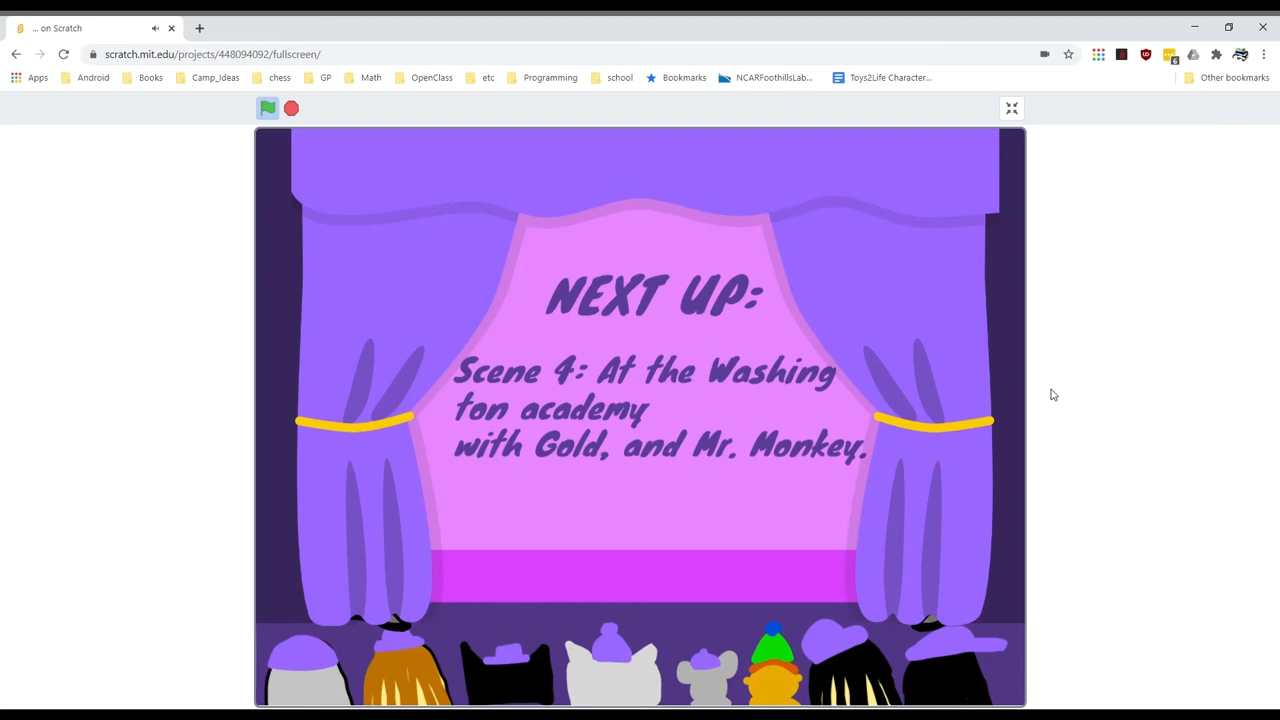 ... on Scratch
scratch.mit.edu/projects/448094092/fullscreen/
Apps Android Books Camp_Ideas chess GP Math OpenClass etc Programming school Bookmarks NCARFoothillsLab... Toys2Life Character... Other bookmarks
6
NEXT UP:
Scene 4: At the Washing
ton academy
with Gold, and Mr. Monkey.